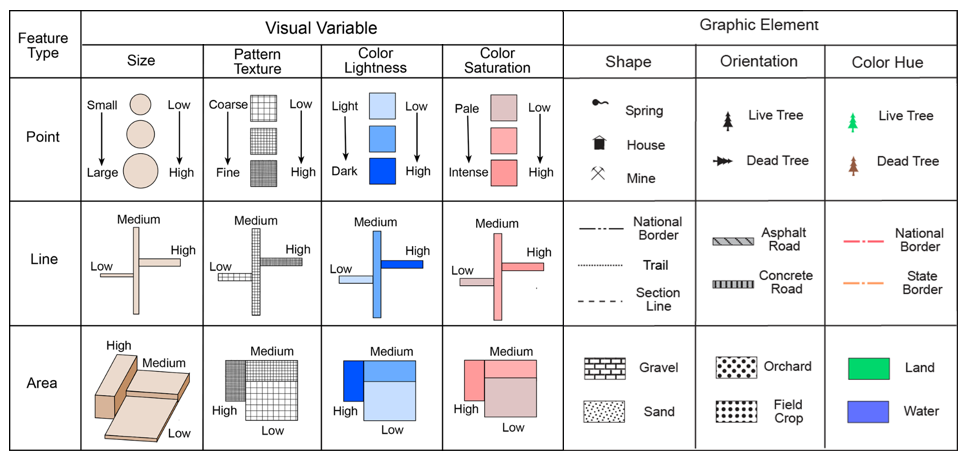 Feature
Type
Visual Variable
Graphic Element
Size
Pattern
Texture
Color
Lightness
Color
Saturation
Shape
Orientation
Color Hue
Point
Small
Low
Large
High
Coarse
Low
Fine
High
Light
Low
Dark
High
Pale
Low
Intense
High
Spring
House
Mine
Live Tree
Dead Tree
Live Tree
Dead Tree
Line
Medium
High
Low
Medium
High
Low
Medium
High
Low
Medium
High
Low
National
Border
Trail
Section
Line
Asphalt
Road
Concrete
Road
National
Border
State
Border
Area
High
Medium
Low
Medium
High
Low
Medium
High
Low
Medium
High
Low
Gravel
Sand
Orchard
Field
Crop
Land
Water